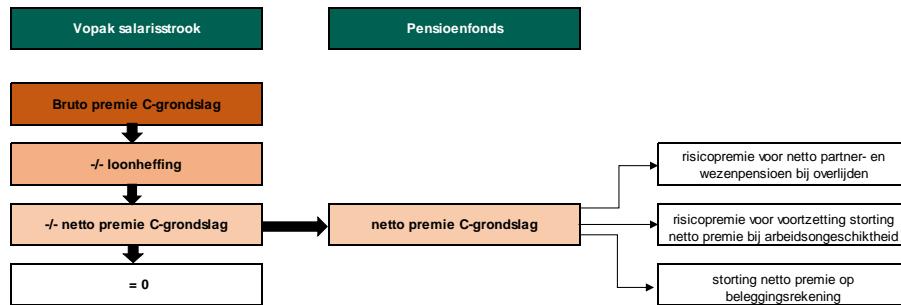 Vopak salarisstrook
Pensioenfonds
Bruto premie C-grondslag
-/- loonheffing
-/- netto premie C-grondslag
netto premie C-grondslag
= 0
risicopremie voor netto partner- en
wezenpensioen bij overlijden
risicopremie voor voortzetting storting
netto premie bij arbeidsongeschiktheid
storting netto premie op
beleggingsrekening